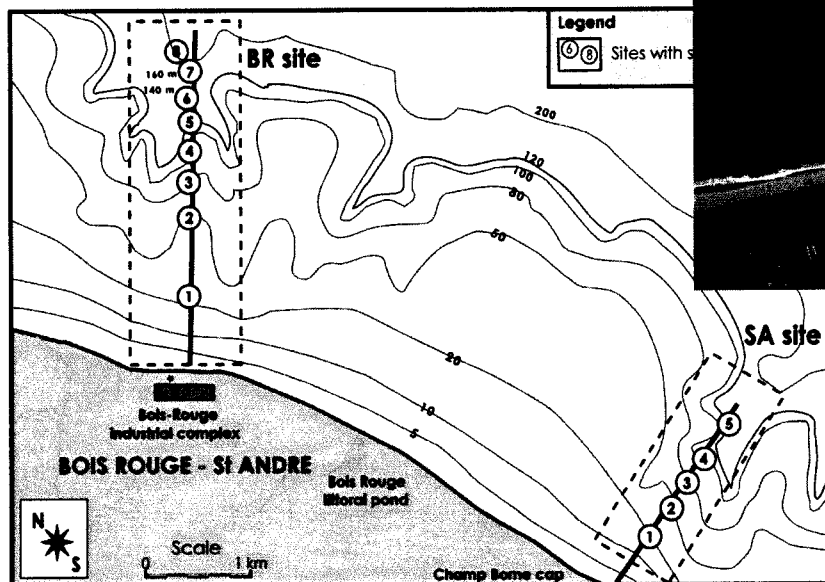 Legend
6 8 Sites with s
BR site
8
7
160 m
140 m
6
5
4
3
2
1
200
120
100
80
50
20
10
5
SA site
5
4
3
2
1
Bois-Rouge
Industrial complex
BOIS ROUGE - St ANDRE
Bois Rouge
littoral pond
N
S
Scale
0 1 km
Champ Borne cap